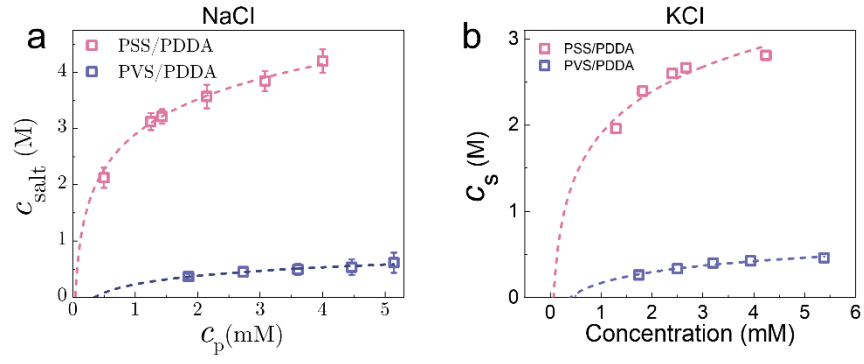 NaCl
a
PSS/PDDA
PVS/PDDA
4
3
2
1
0
c_salt (M)
0 1 2 3 4 5
c_p(mM)
KCl
b
PSS/PDDA
PVS/PDDA
3
2
1
0
c_s (M)
0 1 2 3 4 5 6
Concentration (mM)